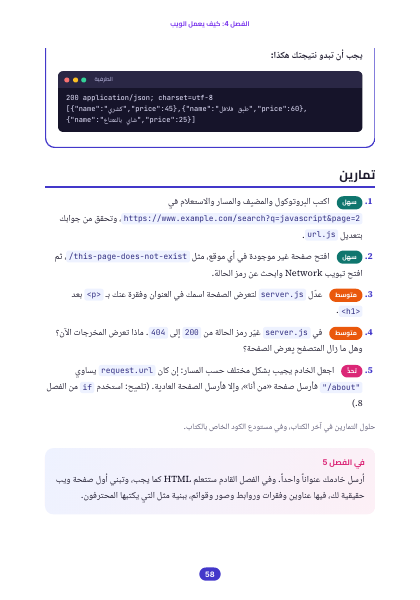 الفصل 4: كيف يعمل الويب
يجب أن تبدو نتيجتك هكذا:
الطرفية
200 application/json; charset=utf-8
[{"name":"كشري","price":45},{"name":"طبق فلافل","price":60},
{"name":"شاي بالنعناع","price":25}]
تمارين
1. سهل اكتب البروتوكول والمضيف والمسار والاستعلام في
https://www.example.com/search?q=javascript&page=2، وتحقق من جوابك
بتعديل url.js.
2. سهل افتح صفحة غير موجودة في أي موقع، مثل /this-page-does-not-exist، ثم
افتح تبويب Network وابحث عن رمز الحالة.
3. متوسط عدّل server.js لتعرض الصفحة اسمك في العنوان وفقرة عنك بـ <p> بعد
<h1>.
4. متوسط في server.js غيّر رمز الحالة من 200 إلى 404. ماذا تعرض المخرجات الآن؟
وهل ما زال المتصفح يعرض الصفحة؟
5. تحدٍّ اجعل الخادم يجيب بشكل مختلف حسب المسار: إن كان request.url يساوي
"/about" فأرسل صفحة «من أنا»، وإلا فأرسل الصفحة العادية. (تلميح: استخدم if من الفصل
8.)
حلول التمارين في آخر الكتاب، وفي مستودع الكود الخاص بالكتاب.
في الفصل 5
أرسل خادمك عنواناً واحداً. وفي الفصل القادم ستتعلم HTML كما يجب، وتبني أول صفحة ويب
حقيقية لك، فيها عناوين وفقرات وروابط وصور وقوائم، ببنية مثل التي يكتبها المحترفون.
58